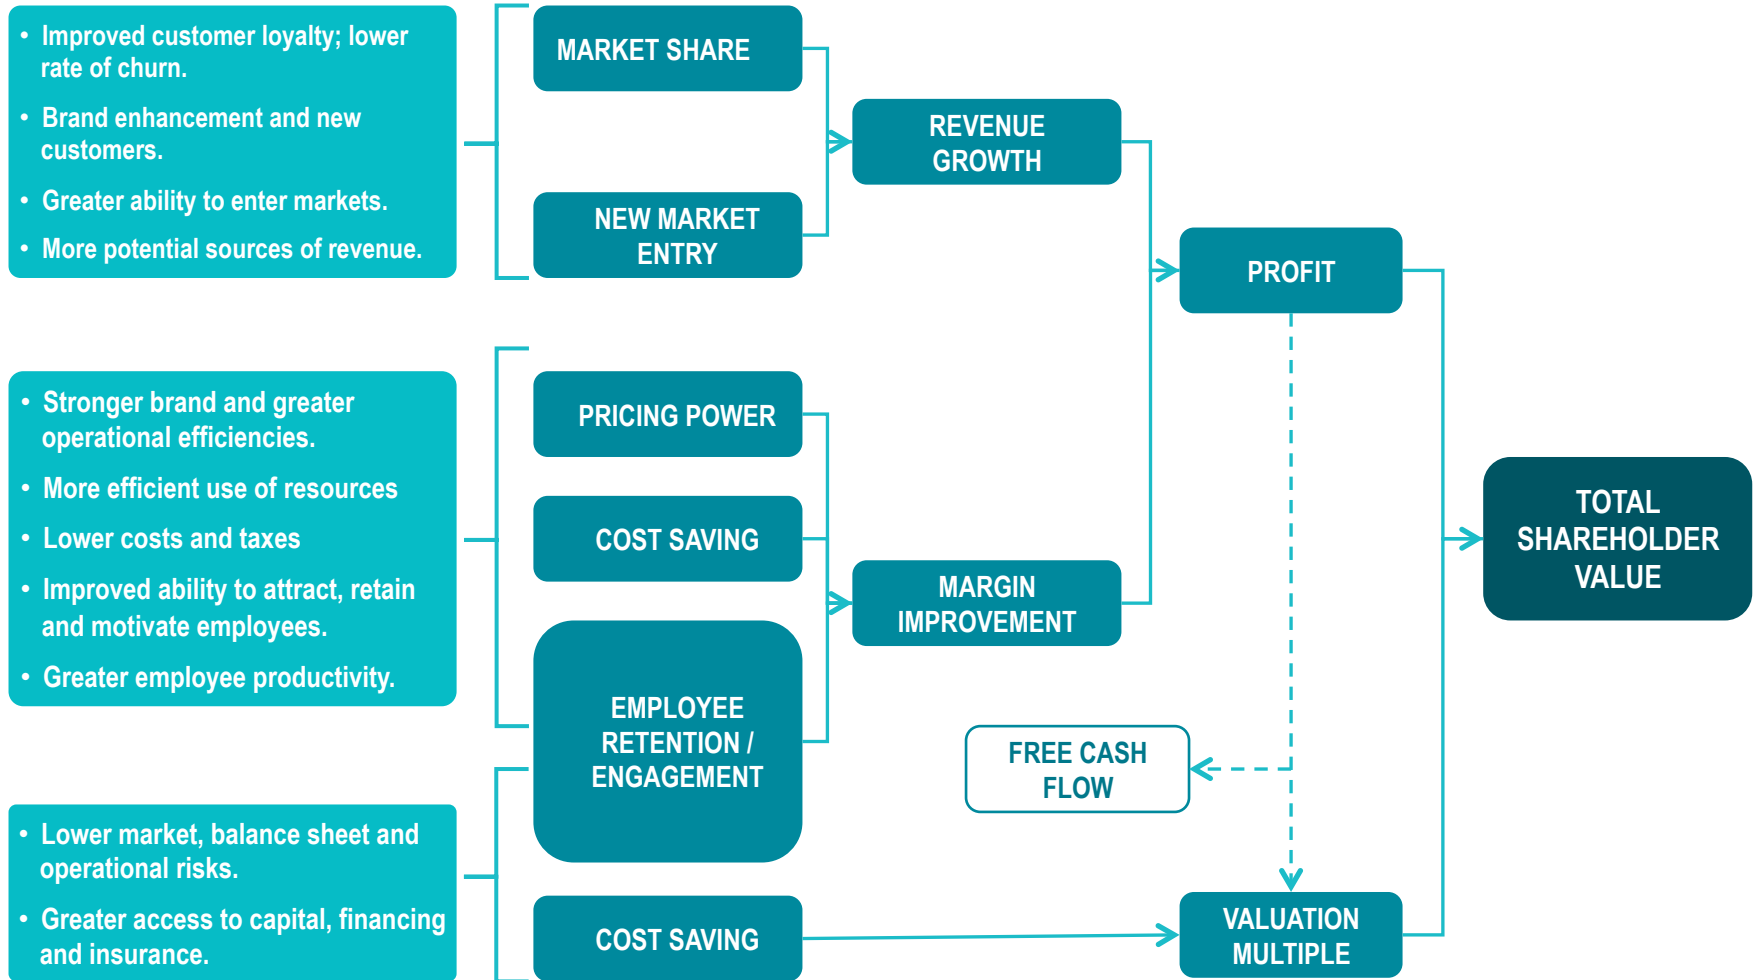 • Improved customer loyalty; lower
rate of churn.
• Brand enhancement and new
customers.
• Greater ability to enter markets.
• More potential sources of revenue.
MARKET SHARE
NEW MARKET
ENTRY
REVENUE
GROWTH
PROFIT
• Stronger brand and greater
operational efficiencies.
• More efficient use of resources
• Lower costs and taxes
• Improved ability to attract, retain
and motivate employees.
• Greater employee productivity.
PRICING POWER
COST SAVING
EMPLOYEE
RETENTION /
ENGAGEMENT
MARGIN
IMPROVEMENT
TOTAL
SHAREHOLDER
VALUE
FREE CASH
FLOW
• Lower market, balance sheet and
operational risks.
• Greater access to capital, financing
and insurance.
COST SAVING
VALUATION
MULTIPLE